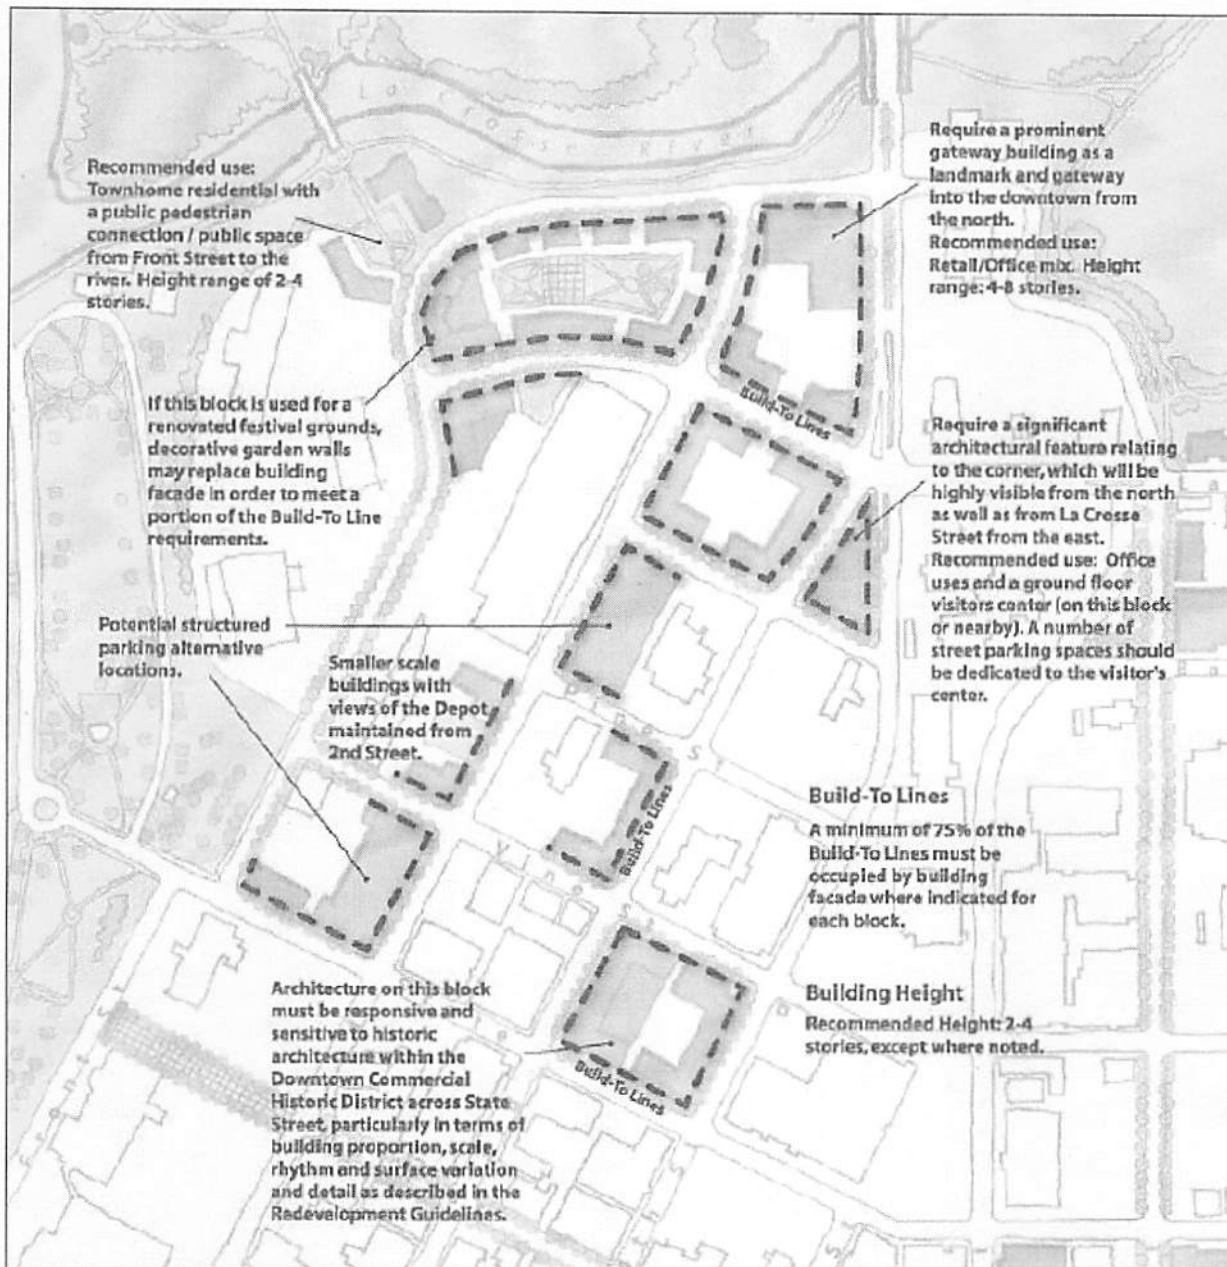 La Crosse River
Recommended use:
Townhome residential with
a public pedestrian
connection / public space
from Front Street to the
river. Height range of 2-4
stories.
Require a prominent
gateway building as a
landmark and gateway
into the downtown from
the north.
Recommended use:
Retail/Office mix. Height
range: 4-8 stories.
If this block is used for a
renovated festival grounds,
decorative garden walls
may replace building
facade in order to meet a
portion of the Build-To Line
requirements.
Build-To Lines
Require a significant
architectural feature relating
to the corner, which will be
highly visible from the north
as well as from La Crosse
Street from the east.
Recommended use: Office
uses and a ground floor
visitors center (on this block
or nearby). A number of
street parking spaces should
be dedicated to the visitor's
center.
Potential structured
parking alternative
locations.
Smaller scale
buildings with
views of the Depot
maintained from
2nd Street.
Build-To Lines
Build-To Lines
A minimum of 75% of the
Build-To Lines must be
occupied by building
facade where indicated for
each block.
Building Height
Recommended Height: 2-4
stories, except where noted.
Architecture on this block
must be responsive and
sensitive to historic
architecture within the
Downtown Commercial
Historic District across State
Street, particularly in terms of
building proportion, scale,
rhythm and surface variation
and detail as described in the
Redevelopment Guidelines.
Build-To Lines